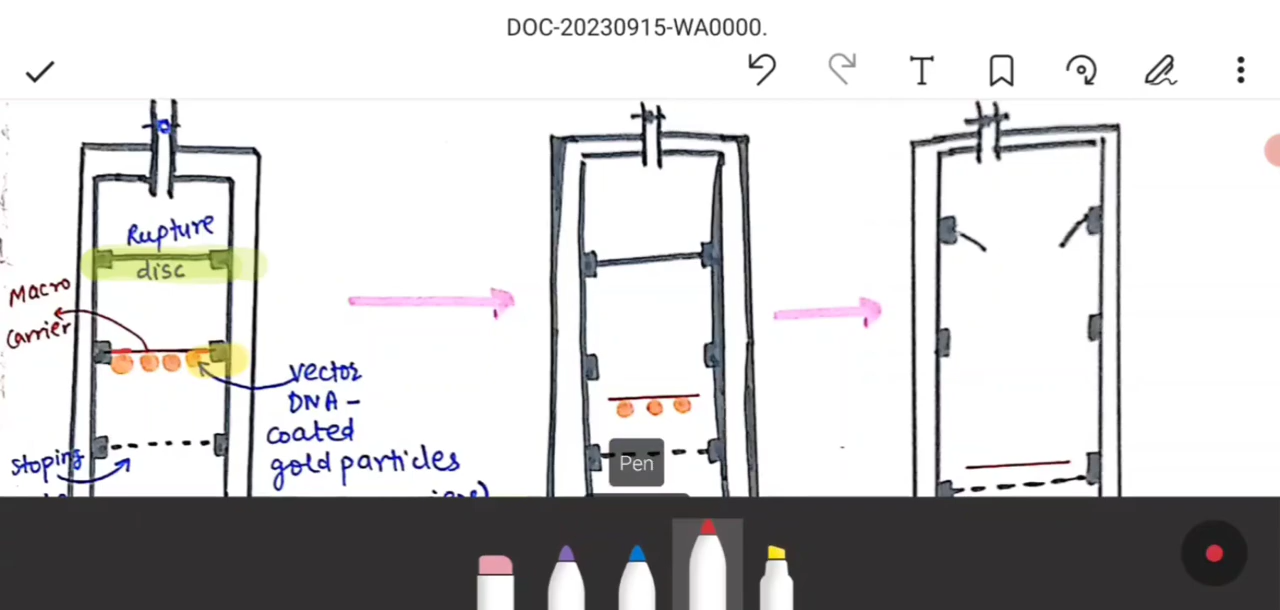 DOC-20230915-WA0000.
T
Rupture
disc
Macro
Carrier
Vector
DNA -
coated
gold particles
stoping
Pen